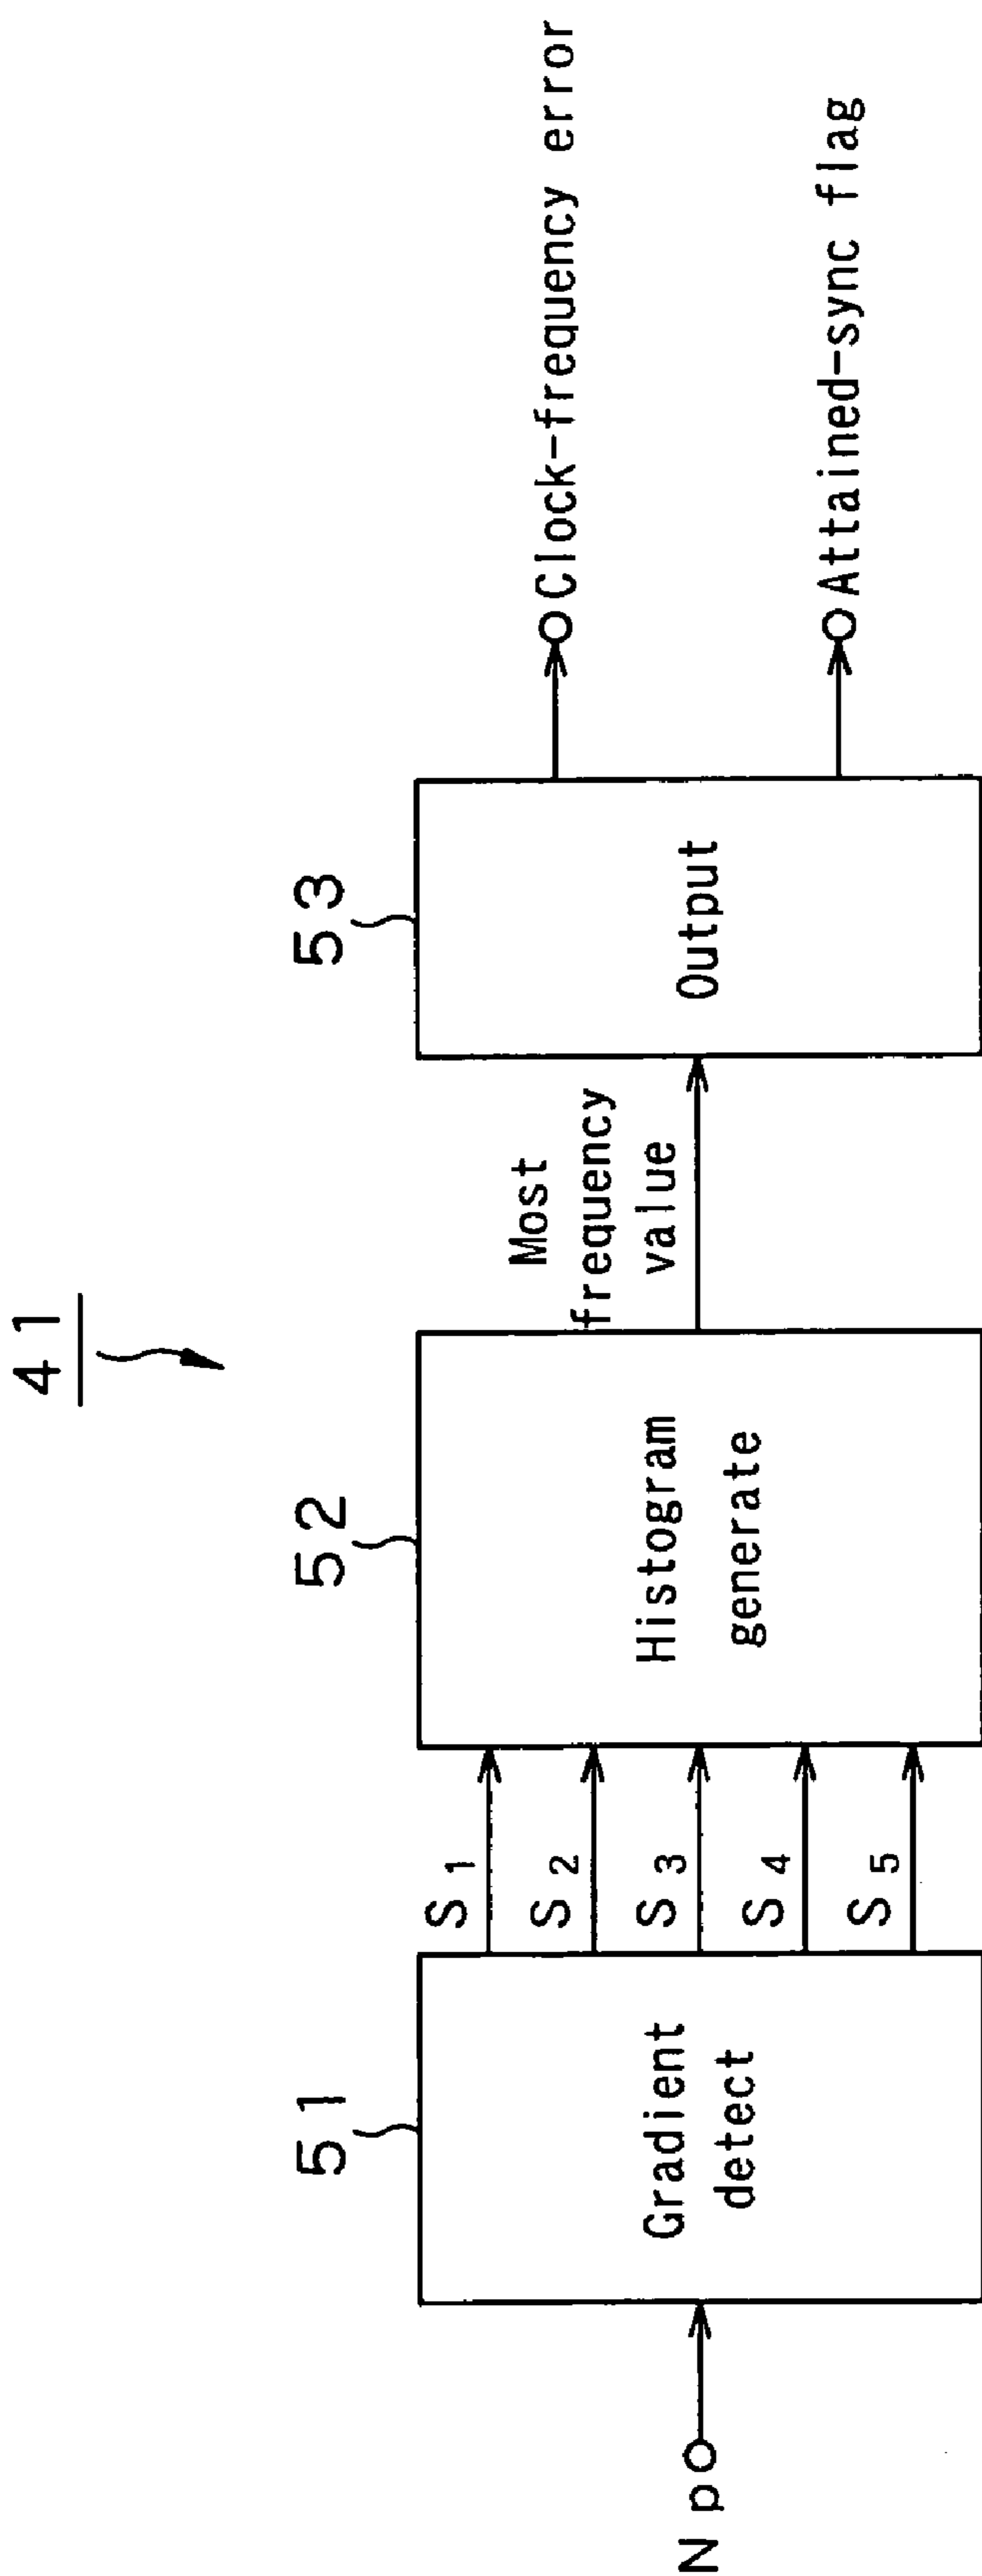 41
51
52
53
Np
Gradient
detect
S1
S2
S3
S4
S5
Histogram
generate
Most
frequency
value
Output
Clock-frequency error
Attained-sync flag